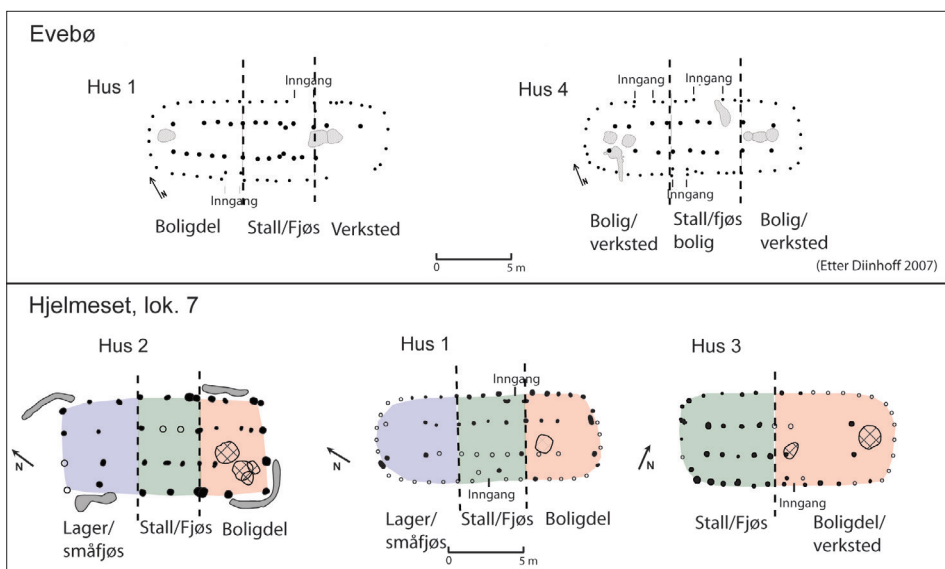 Evebø
Hus 1
Inngang
Inngang
N
Boligdel
Stall/Fjøs
Verksted
0
5 m
Hus 4
Inngang
Inngang
Inngang
N
Bolig/
verksted
Stall/fjøs
bolig
Bolig/
verksted
(Etter Diinhoff 2007)
Hjelmeset, lok. 7
Hus 2
N
Lager/
småfjøs
Stall/Fjøs
Boligdel
Hus 1
Inngang
N
Inngang
Lager/
småfjøs
Stall/Fjøs
Boligdel
0
5 m
Hus 3
N
Inngang
Stall/Fjøs
Boligdel/
verksted